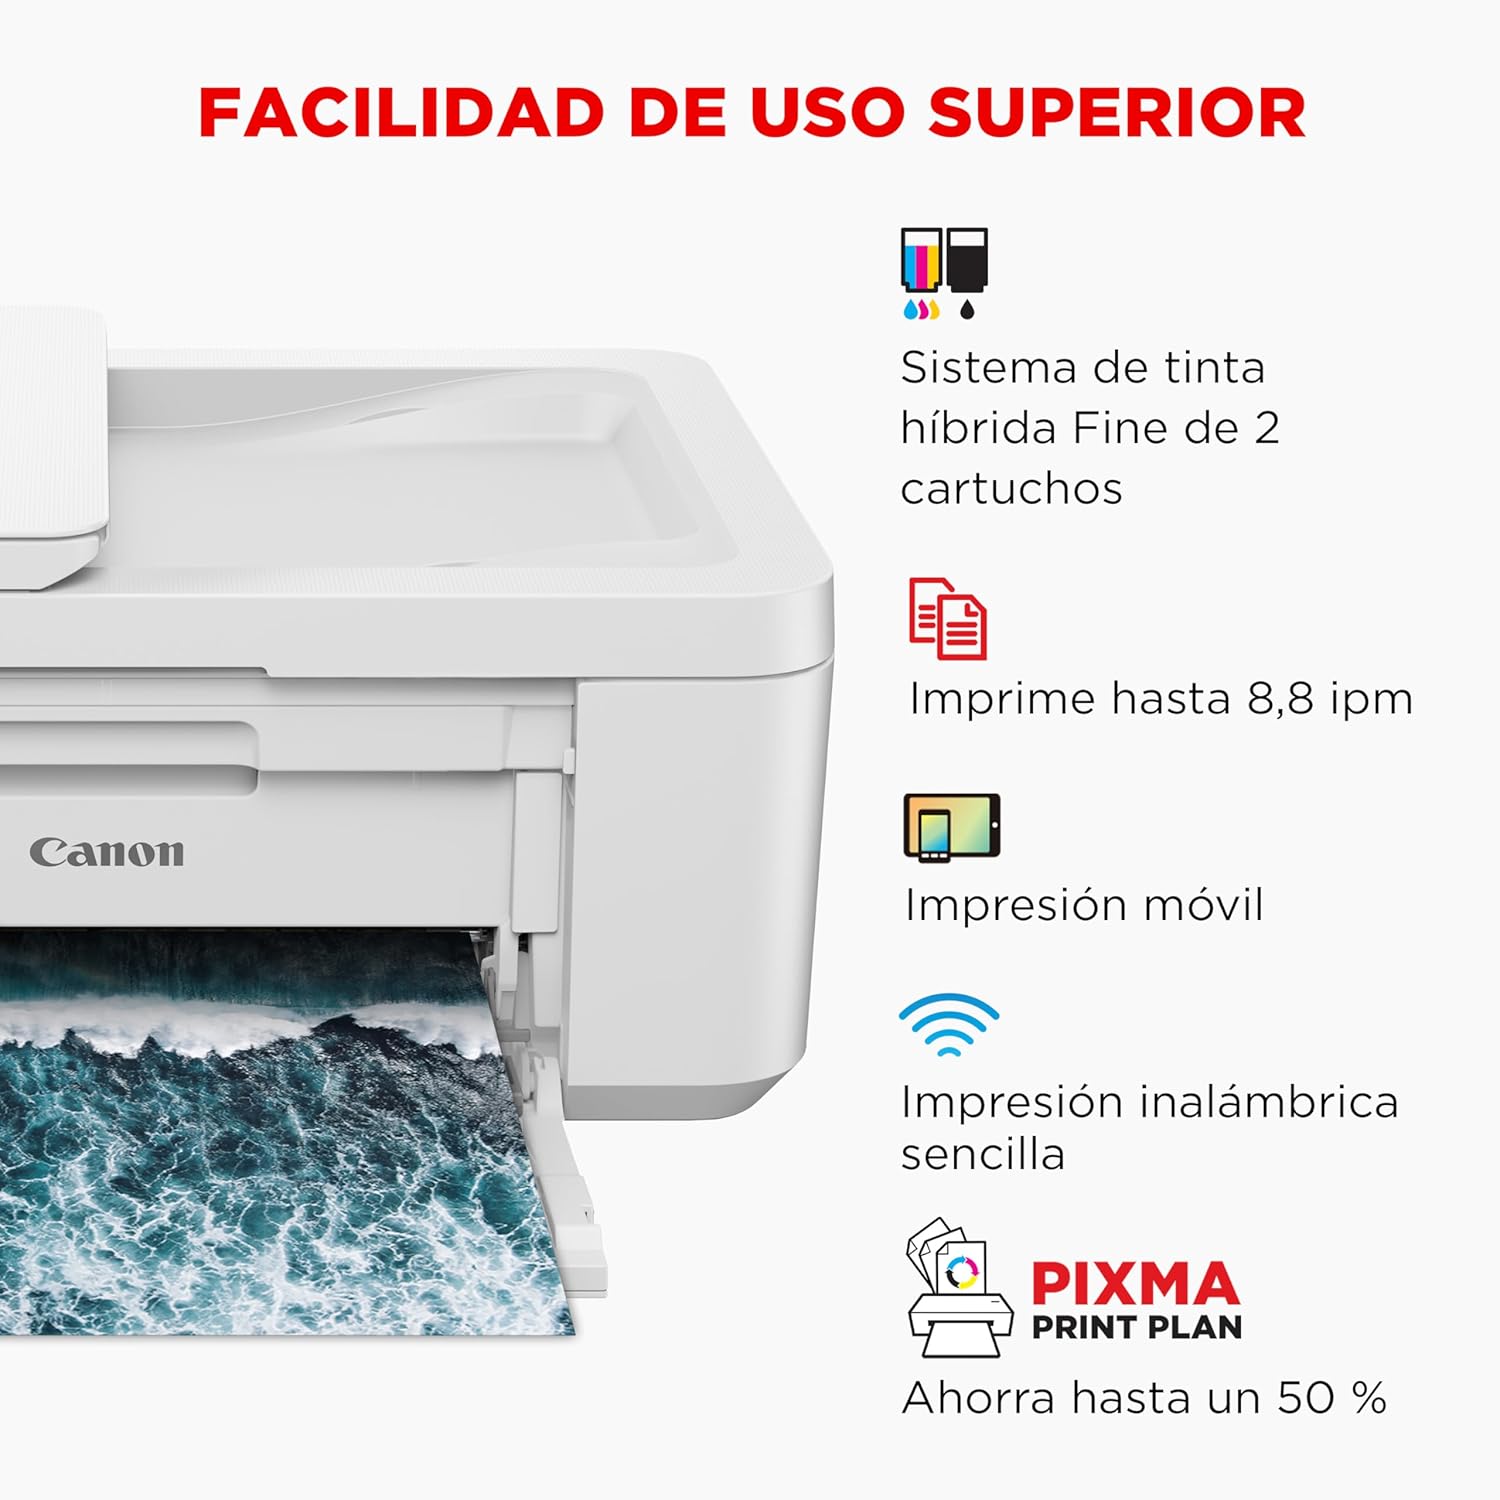 FACILIDAD DE USO SUPERIOR
Sistema de tinta
híbrida Fine de 2
cartuchos
Imprime hasta 8,8 ipm
Impresión móvil
Impresión inalámbrica
sencilla
PIXMA
PRINT PLAN
Ahorra hasta un 50 %
Canon